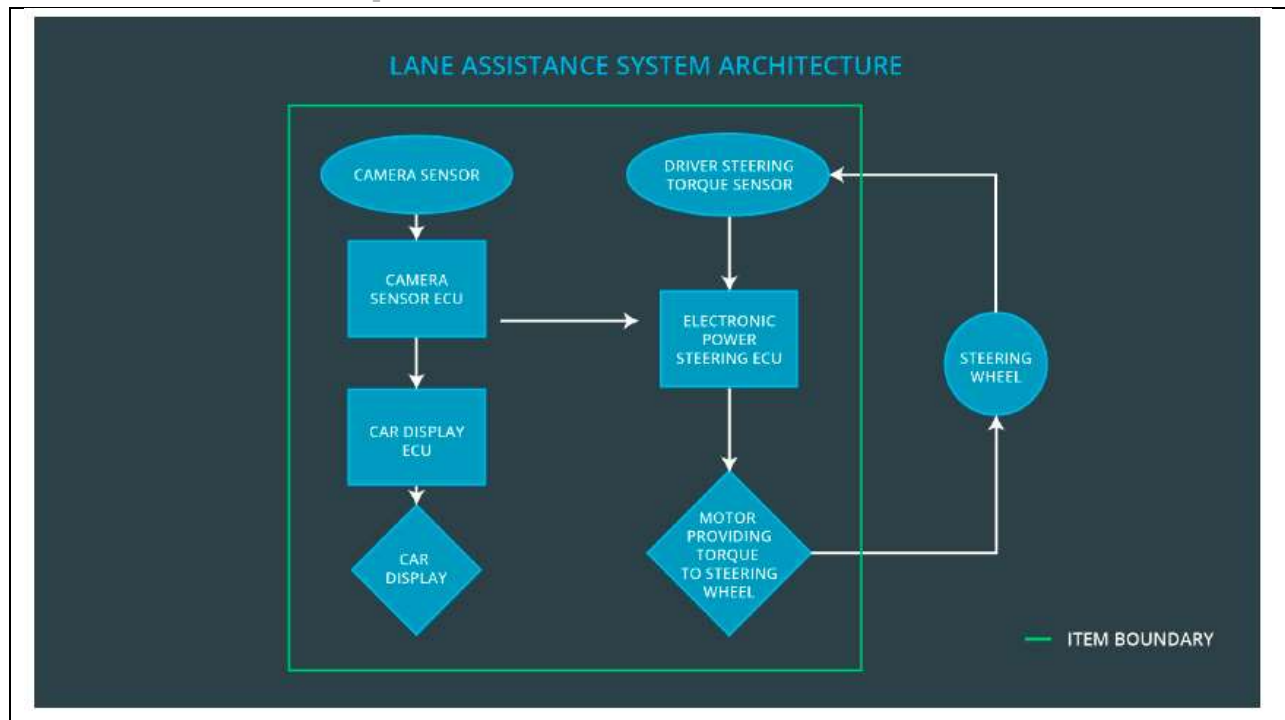 LANE ASSISTANCE SYSTEM ARCHITECTURE
CAMERA SENSOR
CAMERA
SENSOR ECU
CAR DISPLAY
ECU
CAR
DISPLAY
DRIVER STEERING
TORQUE SENSOR
ELECTRONIC
POWER
STEERING ECU
MOTOR
PROVIDING
TORQUE
TO STEERING
WHEEL
STEERING
WHEEL
ITEM BOUNDARY